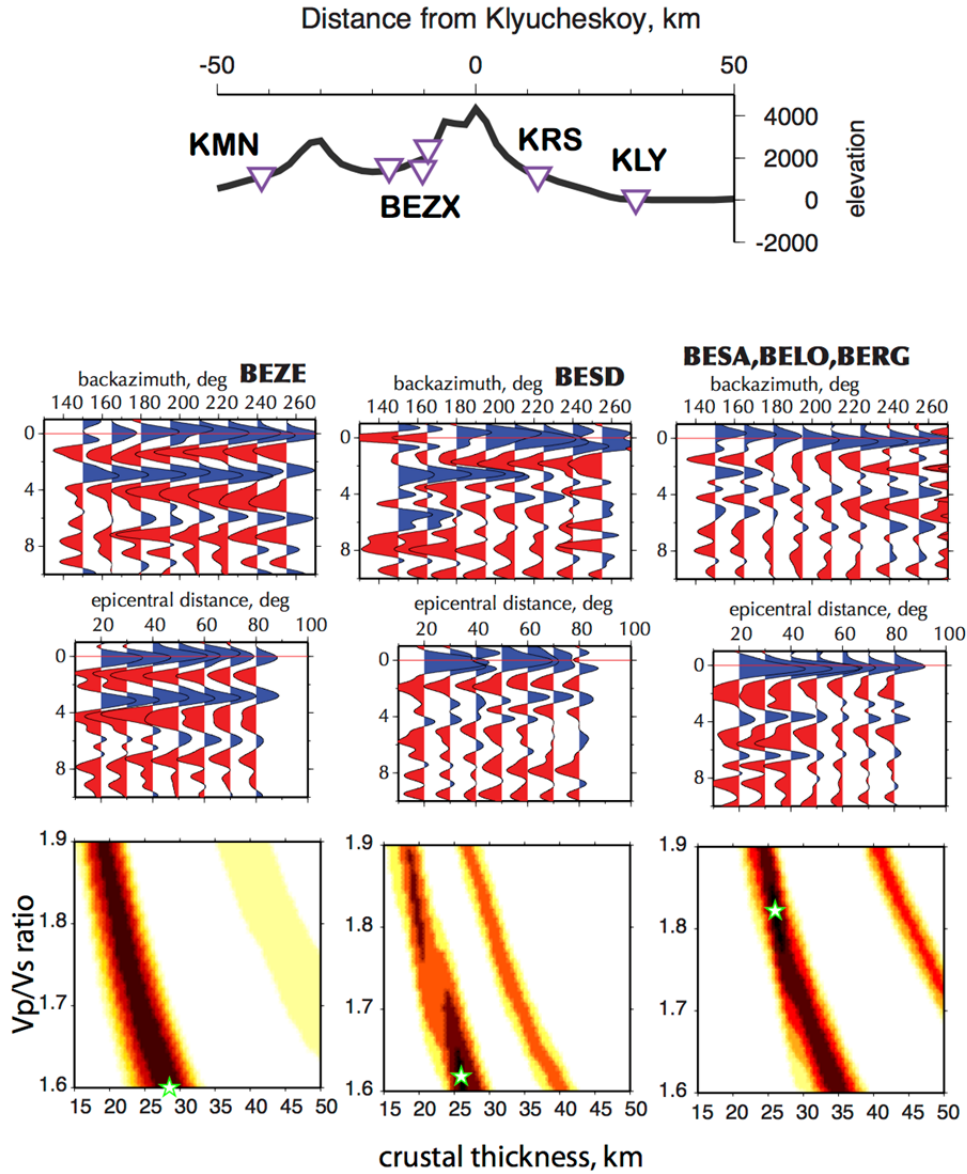 Distance from Klyucheskoy, km
-50 0 50
KMN
BEZX
KRS
KLY
4000
2000
0
-2000
elevation
backazimuth, deg BEZE
140 160 180 200 220 240 260
0
4
8
epicentral distance, deg
20 40 60 80 100
0
4
8
backazimuth, deg BESD
140 160 180 200 220 240 260
0
4
8
epicentral distance, deg
20 40 60 80 100
0
4
8
BESA,BELO,BERG
backazimuth, deg
140 160 180 200 220 240 260
0
4
8
epicentral distance, deg
20 40 60 80 100
0
4
8
Vp/Vs ratio
1.9
1.8
1.7
1.6
15 20 25 30 35 40 45 50
1.9
1.8
1.7
1.6
15 20 25 30 35 40 45 50
1.9
1.8
1.7
1.6
15 20 25 30 35 40 45 50
crustal thickness, km